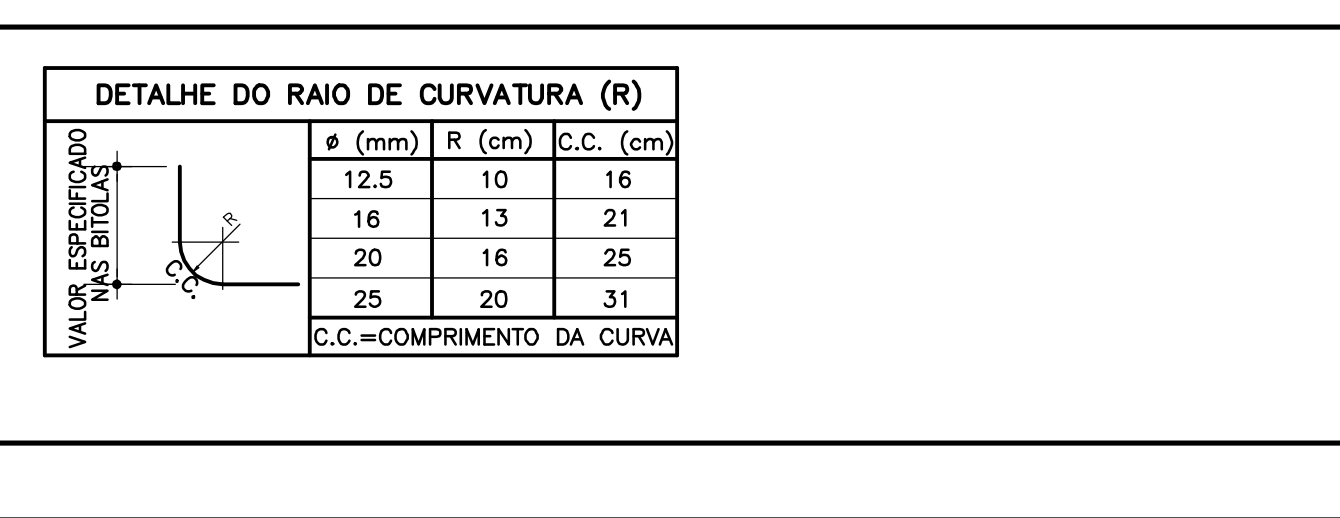 DETALHE DO RAIO DE CURVATURA (R)
VALOR ESPECIFICADO
NAS BITOLAS
R
C.C.
ø (mm) R (cm) C.C. (cm)
12.5 10 16
16 13 21
20 16 25
25 20 31
C.C.=COMPRIMENTO DA CURVA